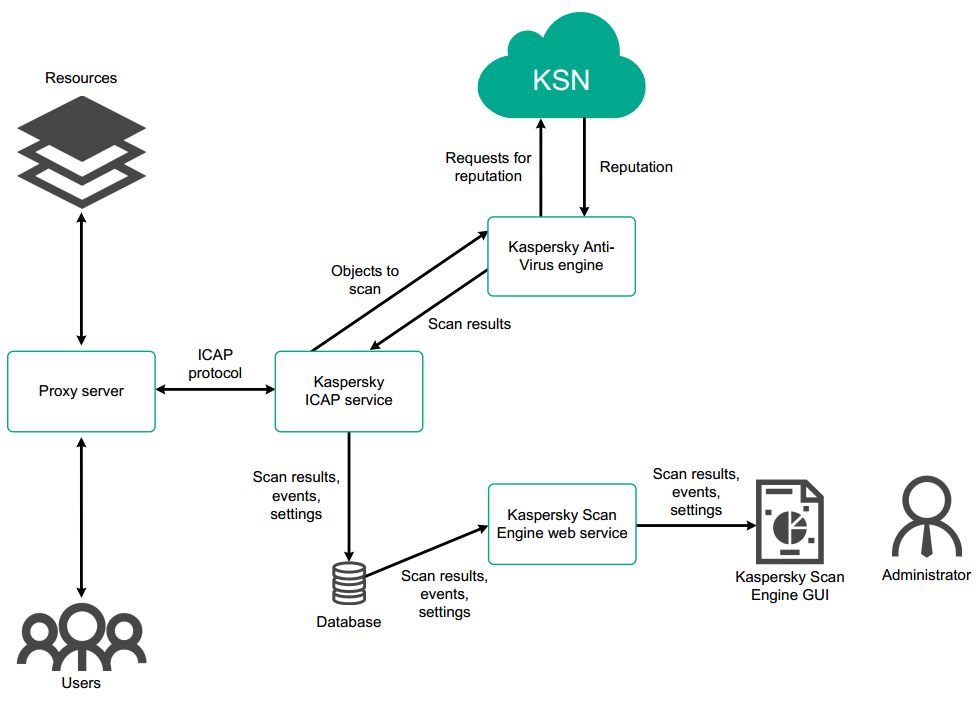 Resources
KSN
Requests for
reputation
Reputation
Kaspersky Anti-
Virus engine
Objects to
scan
Scan results
ICAP
protocol
Proxy server
Kaspersky
ICAP service
Scan results,
events,
settings
Kaspersky Scan
Engine web service
Scan results,
events,
settings
Scan results,
events,
settings
Kaspersky Scan
Engine GUI
Administrator
Database
Users